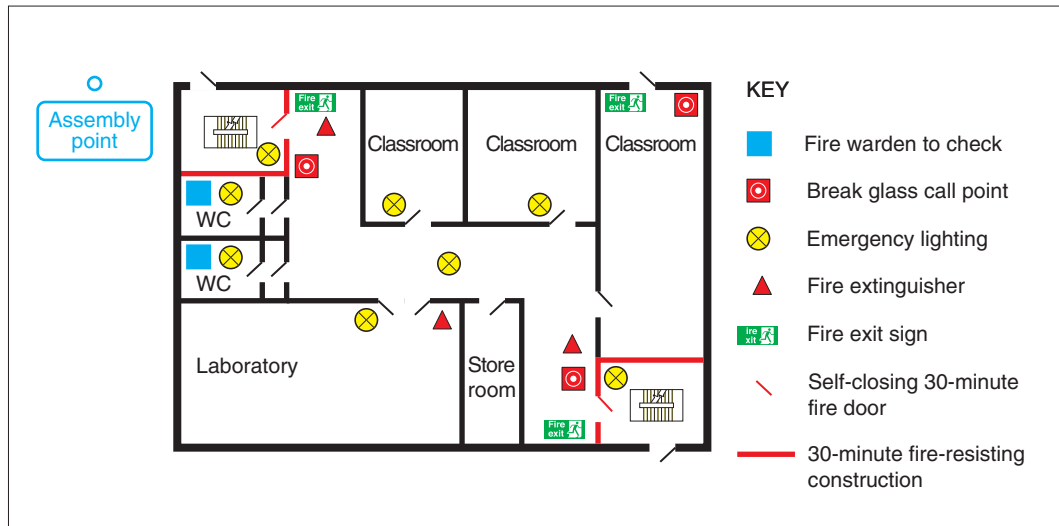 Assembly
point
Fire
exit
Classroom
Classroom
Fire
exit
Classroom
WC
WC
Laboratory
Store
room
Fire
exit
KEY
Fire warden to check
Break glass call point
Emergency lighting
Fire extinguisher
ire
xit
Fire exit sign
Self-closing 30-minute
fire door
30-minute fire-resisting
construction